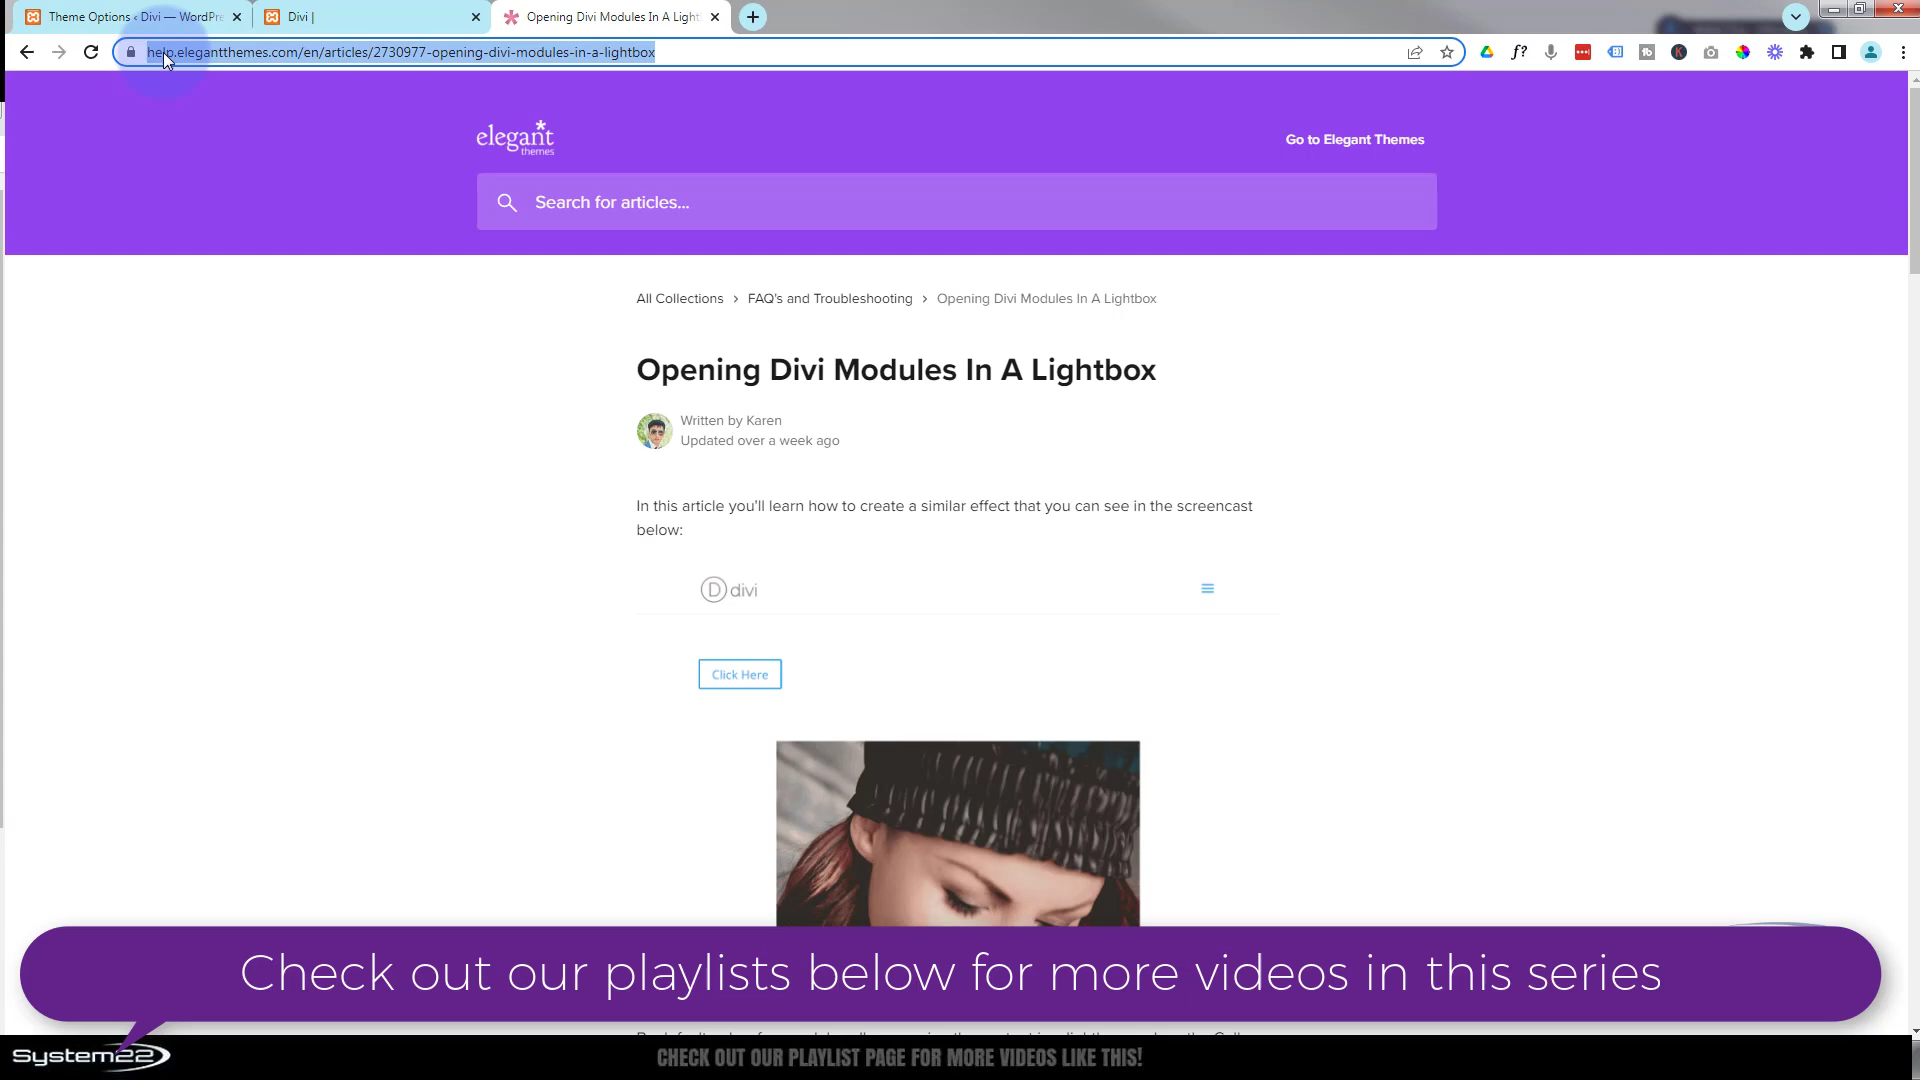 Theme Options ‹ Divi — WordPre
Divi |
Opening Divi Modules In A Light
help.elegantthemes.com/en/articles/2730977-opening-divi-modules-in-a-lightbox
elegant
themes
Go to Elegant Themes
Search for articles...
All Collections > FAQ's and Troubleshooting > Opening Divi Modules In A Lightbox
Opening Divi Modules In A Lightbox
Written by Karen
Updated over a week ago
In this article you'll learn how to create a similar effect that you can see in the screencast
below:
D divi
Click Here
Check out our playlists below for more videos in this series
System22
CHECK OUT OUR PLAYLIST PAGE FOR MORE VIDEOS LIKE THIS!